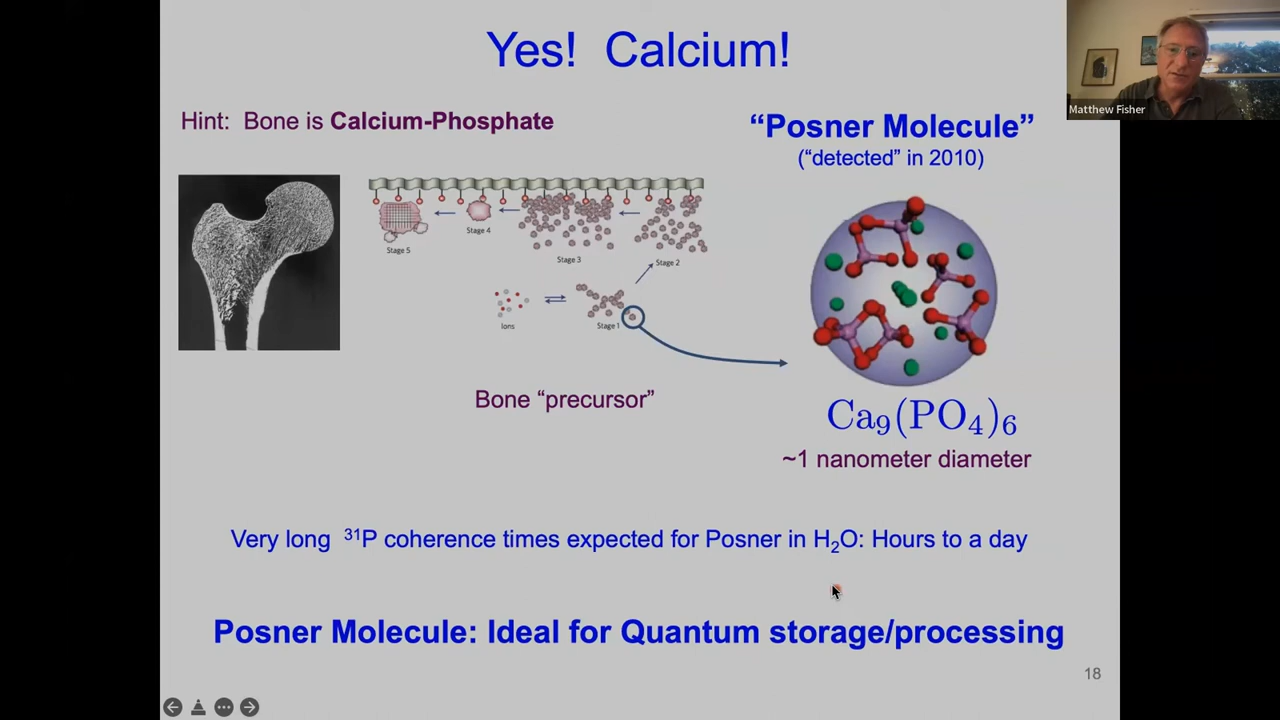 Yes! Calcium!
Matthew Fisher
Hint: Bone is Calcium-Phosphate
“Posner Molecule”
(“detected” in 2010)
Stage 5
Stage 4
Stage 3
Stage 2
Ions
Stage 1
Bone “precursor”
Ca₉(PO₄)₆
~1 nanometer diameter
Very long ³¹P coherence times expected for Posner in H₂O: Hours to a day
Posner Molecule: Ideal for Quantum storage/processing
18